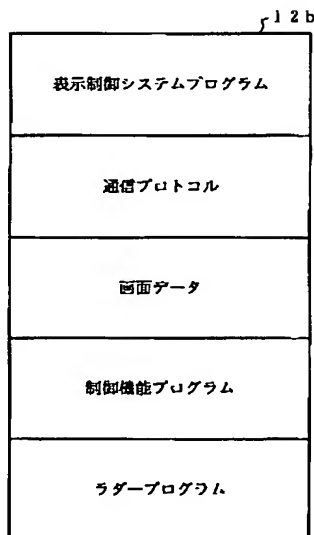 12b
表示制御システムプログラム
通信プロトコル
画面データ
制御機能プログラム
ラダープログラム